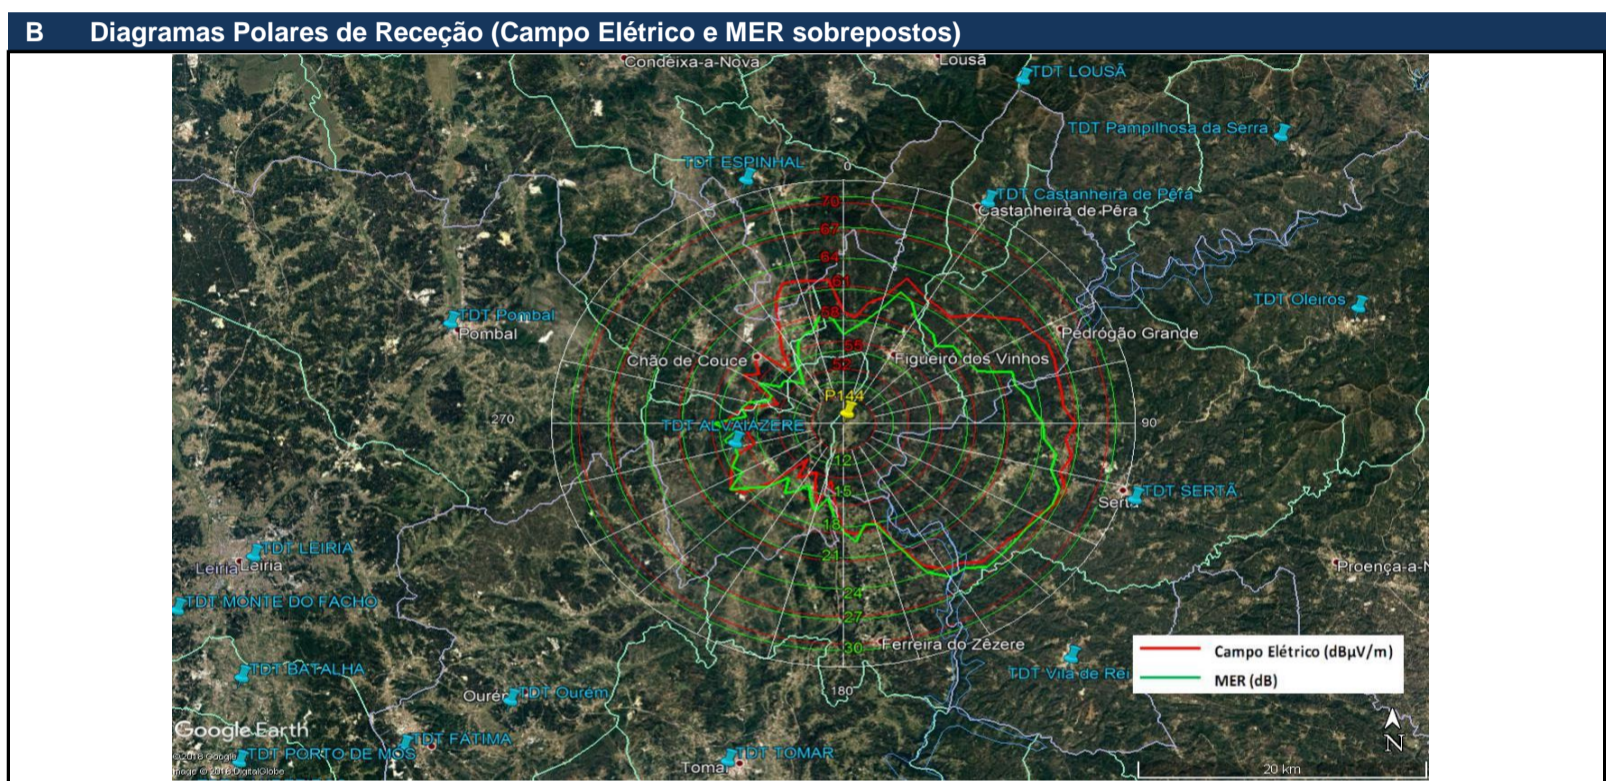 B Diagramas Polares de Receção (Campo Elétrico e MER sobrepostos)
Condeixa-a-Nova
Lousã
TDT LOUSÃ
TDT Pampilhosa da Serra
TDT ESPINHAL
0
TDT Castanheira de Pêra
Castanheira de Pêra
70
67
64
61
58
55
52
TDT Oleiros
TDT Pombal
Pombal
Pedrógão Grande
Chão de Couce
Figueiró dos Vinhos
P144
270
TDT ALVAIAZERE
90
12
15
18
21
24
27
30
TDT SERTÃ
TDT LEIRIA
Leiria
Leiria
Proença-a-N
TDT MONTE DO FACHO
Ferreira do Zêzere
Campo Elétrico (dBµV/m)
MER (dB)
TDT BATALHA
TDT Vila de Rei
180
TDT Ourém
Google Earth
TDT FÁTIMA
N
TDT PORTO DE MÓS
TDT TOMAR
Tomar
20 km
Image © 2016 DigitalGlobe